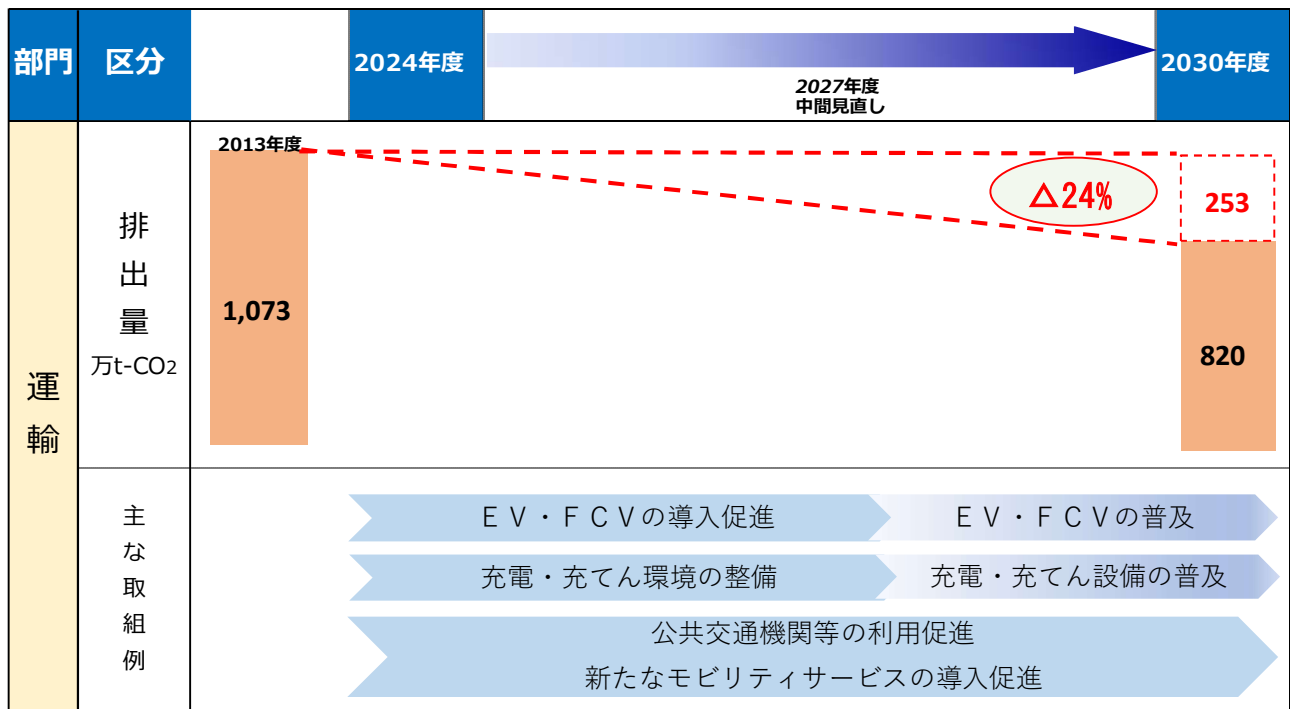 部門
区分
2024年度
2027年度
中間見直し
2030年度
運輸
排出量
万t-CO2
2013年度
1,073
△24%
253
820
主な取組例
ＥＶ・ＦＣＶの導入促進
ＥＶ・ＦＣＶの普及
充電・充てん環境の整備
充電・充てん設備の普及
公共交通機関等の利用促進
新たなモビリティサービスの導入促進